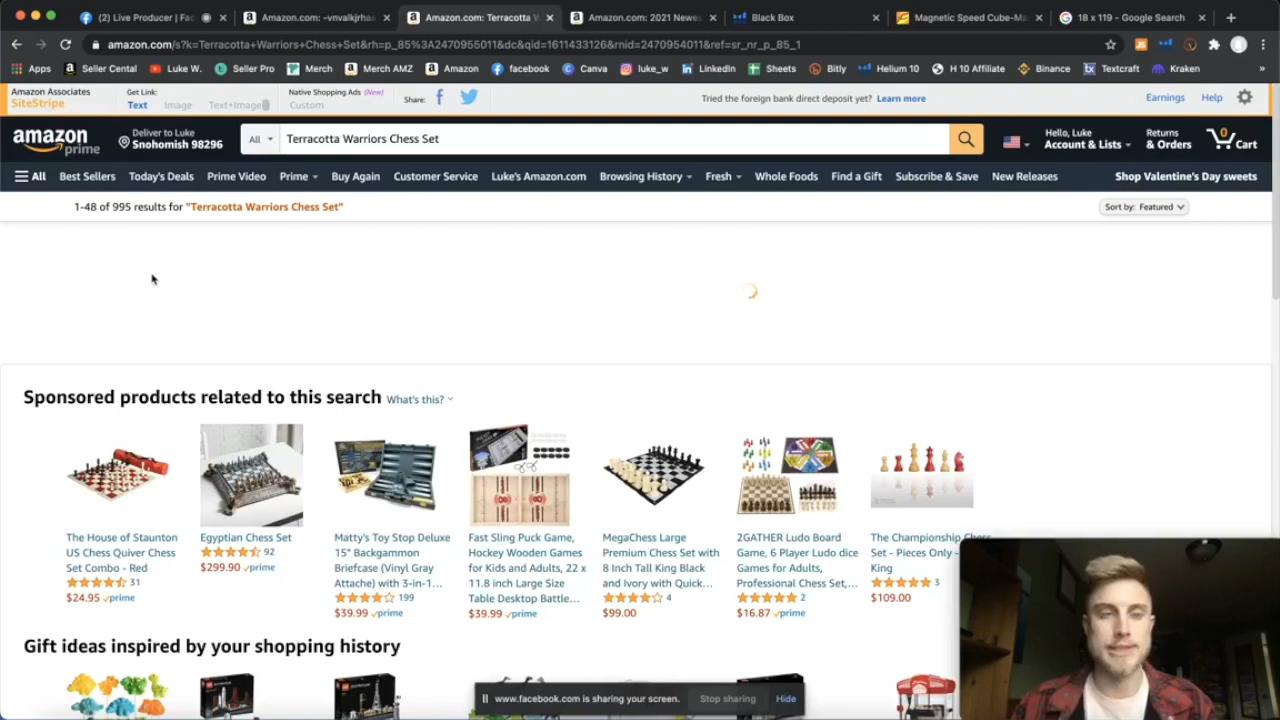 (2) Live Producer | Fac
Amazon.com: -vnvalkjrhas
Amazon.com: Terracotta W
Amazon.com: 2021 Newes
Black Box
Magnetic Speed Cube-Ma
18 x 119 - Google Search
amazon.com/s?k=Terracotta+Warriors+Chess+Set&rh=p_85%3A2470955011&dc&qid=1611433126&rnid=2470954011&ref=sr_nr_p_85_1
Apps
Seller Cental
Luke W.
Seller Pro
Merch
Merch AMZ
Amazon
facebook
Canva
luke_w
LinkedIn
Sheets
Bitly
Helium 10
H 10 Affiliate
Binance
Textcraft
Kraken
»
Amazon Associates
SiteStripe
Get Link:
Text
Image
Text+Image
Native Shopping Ads (New)
Custom
Share:
Tried the foreign bank direct deposit yet? Learn more
Earnings
Help
amazon
prime
Deliver to Luke
Snohomish 98296
All
Terracotta Warriors Chess Set
Hello, Luke
Account & Lists
Returns
& Orders
0
Cart
All
Best Sellers
Today's Deals
Prime Video
Prime
Buy Again
Customer Service
Luke's Amazon.com
Browsing History
Fresh
Whole Foods
Find a Gift
Subscribe & Save
New Releases
Shop Valentine's Day sweets
1-48 of 995 results for "Terracotta Warriors Chess Set"
Sort by: Featured
Sponsored products related to this search What's this?
The House of Staunton
US Chess Quiver Chess
Set Combo - Red
31
$24.95 prime
Egyptian Chess Set
92
$299.90 prime
Matty's Toy Stop Deluxe
15" Backgammon
Briefcase (Vinyl Gray
Attache) with 3-in-1...
199
$39.99 prime
Fast Sling Puck Game,
Hockey Wooden Games
for Kids and Adults, 22 x
11.8 inch Large Size
Table Desktop Battle...
$39.99 prime
MegaChess Large
Premium Chess Set with
8 Inch Tall King Black
and Ivory with Quick...
4
$99.00
2GATHER Ludo Board
Game, 6 Player Ludo dice
Games for Adults,
Professional Chess Set,...
2
$16.87 prime
The Championship Chess
Set - Pieces Only -
King
3
$109.00
Gift ideas inspired by your shopping history
www.facebook.com is sharing your screen.
Stop sharing
Hide